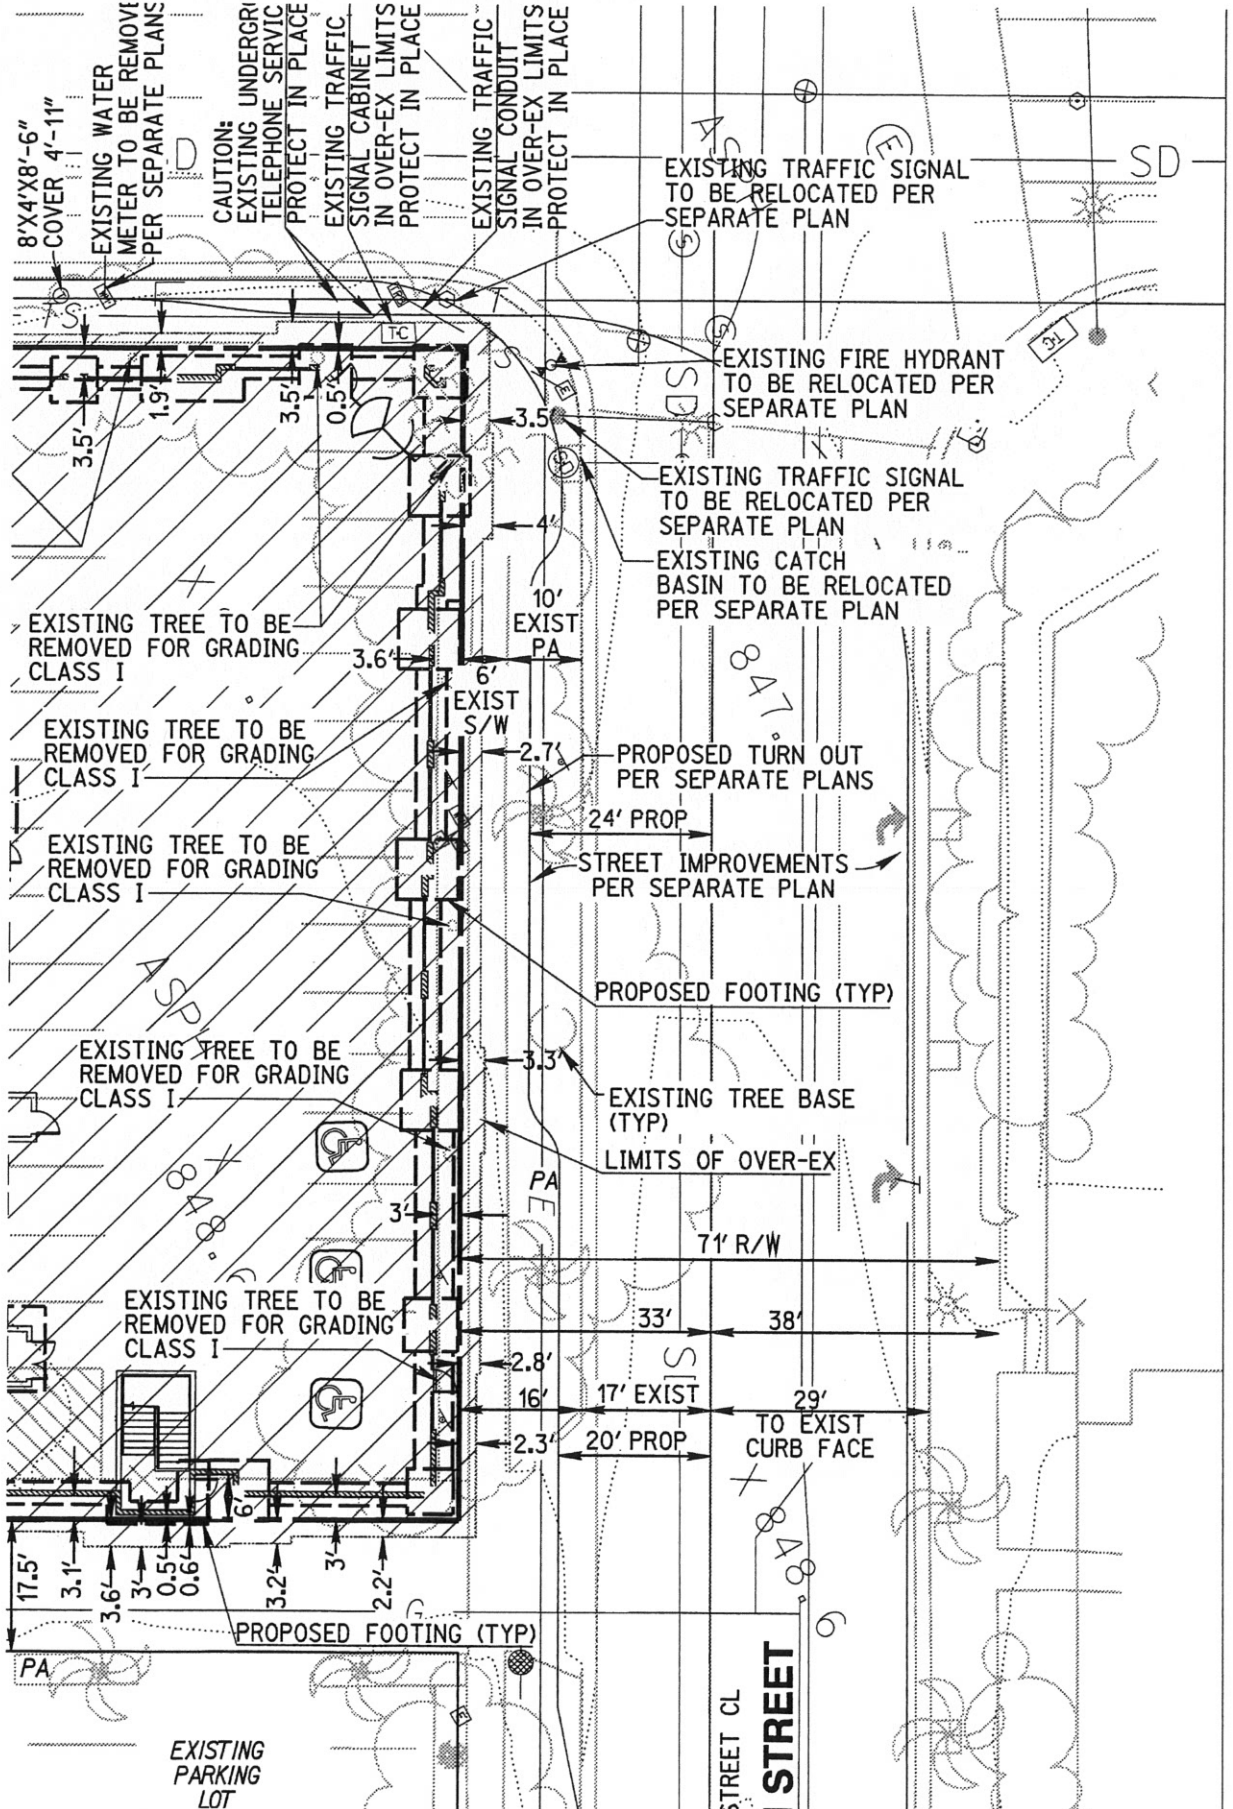 8'X4'X8'-6"
COVER 4'-11"
EXISTING WATER
METER TO BE REMOVE
PER SEPARATE PLANS
CAUTION:
EXISTING UNDERGR
TELEPHONE SERVIC
PROTECT IN PLACE
EXISTING TRAFFIC
SIGNAL CABINET
IN OVER-EX LIMITS
PROTECT IN PLACE
EXISTING TRAFFIC
SIGNAL CONDUIT
IN OVER-EX LIMITS
PROTECT IN PLACE
EXISTING TRAFFIC SIGNAL
TO BE RELOCATED PER
SEPARATE PLAN
SD
D
E
S
S
TS
T
S
TC
TC
EXISTING FIRE HYDRANT
TO BE RELOCATED PER
SEPARATE PLAN
SD
3.5'
1.9'
3.5'
0.5'
3.5'
E
SD
EXISTING TRAFFIC SIGNAL
TO BE RELOCATED PER
SEPARATE PLAN
4'
EXISTING CATCH
BASIN TO BE RELOCATED
PER SEPARATE PLAN
10'
EXIST
PA
EXISTING TREE TO BE
REMOVED FOR GRADING
CLASS I
3.6'
6'
EXIST
S/W
847.
EXISTING TREE TO BE
REMOVED FOR GRADING
CLASS I
2.7'
PROPOSED TURN OUT
PER SEPARATE PLANS
24' PROP
EXISTING TREE TO BE
REMOVED FOR GRADING
CLASS I
STREET IMPROVEMENTS
PER SEPARATE PLAN
ASP
PROPOSED FOOTING (TYP)
EXISTING TREE TO BE
REMOVED FOR GRADING
CLASS I
3.3'
EXISTING TREE BASE
(TYP)
LIMITS OF OVER-EX
848.
PA
E
3'
71' R/W
EXISTING TREE TO BE
REMOVED FOR GRADING
CLASS I
33'
38'
2.8'
16'
17' EXIST
29'
TO EXIST
CURB FACE
2.3'
20' PROP
848.6
6'
17.5'
3.1'
3.6'
3'
0.5'
0.6'
3.2'
3'
2.2'
G
PROPOSED FOOTING (TYP)
PA
E
EXISTING
PARKING
LOT
STREET CL
STREET